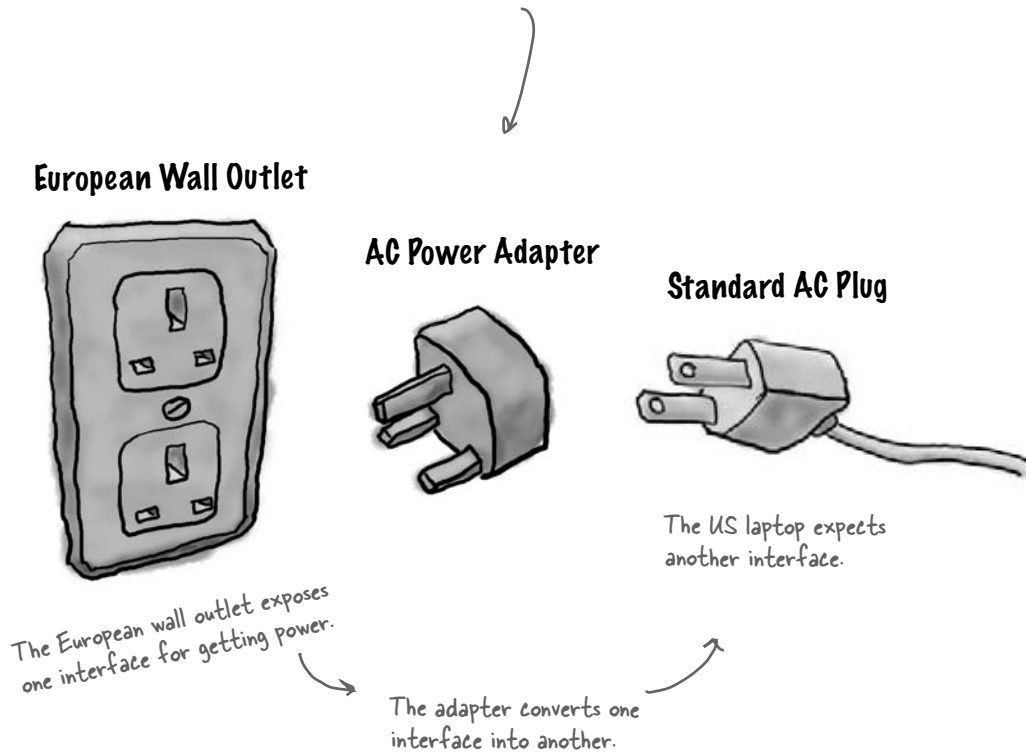 European Wall Outlet
AC Power Adapter
Standard AC Plug
The US laptop expects
another interface.
The European wall outlet exposes
one interface for getting power.
The adapter converts one
interface into another.